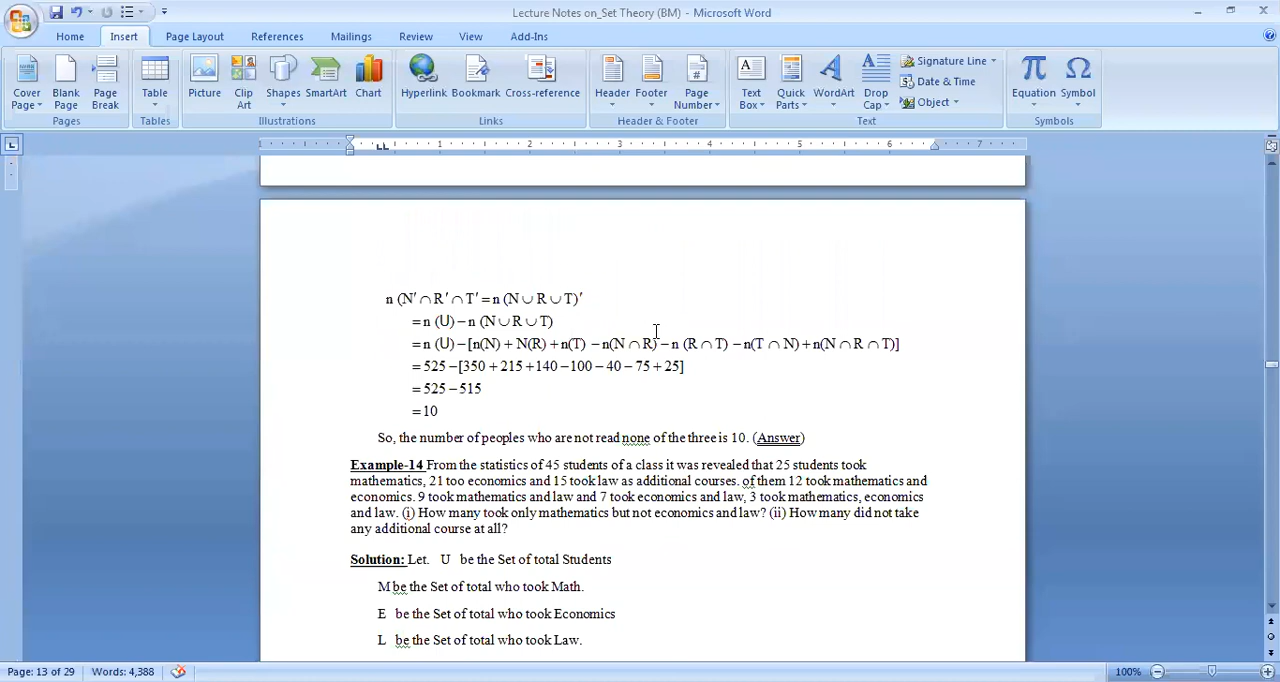 Lecture Notes on_Set Theory (BM) - Microsoft Word
Home Insert Page Layout References Mailings Review View Add-Ins
Cover Page Blank Page Page Break
Table
Picture Clip Art Shapes SmartArt Chart
Hyperlink Bookmark Cross-reference
Header Footer Page Number
Text Box Quick Parts WordArt Drop Cap
Signature Line
Date & Time
Object
Equation Symbol
Pages Tables Illustrations Links Header & Footer Text Symbols
1 1 2 3 4 5 6 7
n (N′ ∩ R′ ∩ T′ = n (N ∪ R ∪ T)′
= n (U) − n (N ∪ R ∪ T)
= n (U) − [n(N) + N(R) + n(T) − n(N ∩ R) − n (R ∩ T) − n(T ∩ N) + n(N ∩ R ∩ T)]
= 525 − [350 + 215 + 140 − 100 − 40 − 75 + 25]
= 525 − 515
= 10
So, the number of peoples who are not read none of the three is 10. (Answer)
Example-14 From the statistics of 45 students of a class it was revealed that 25 students took
mathematics, 21 too economics and 15 took law as additional courses. of them 12 took mathematics and
economics. 9 took mathematics and law and 7 took economics and law, 3 took mathematics, economics
and law. (i) How many took only mathematics but not economics and law? (ii) How many did not take
any additional course at all?
Solution: Let. U be the Set of total Students
M be the Set of total who took Math.
E be the Set of total who took Economics
L be the Set of total who took Law.
Page: 13 of 29 Words: 4,388 100%